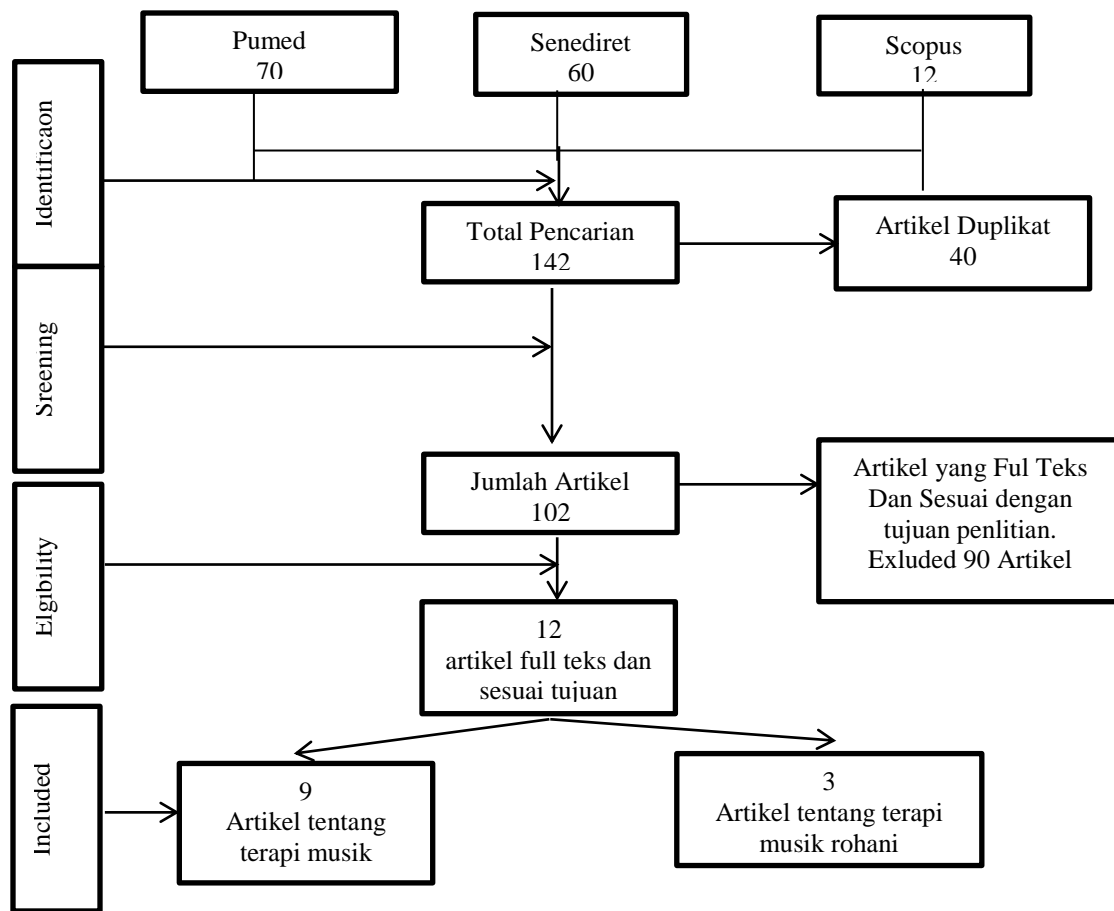 Pumed
70
Senediret
60
Scopus
12
Identificaon
Total Pencarian
142
Artikel Duplikat
40
Sreening
Jumlah Artikel
102
Artikel yang Ful Teks
Dan Sesuai dengan
tujuan penlitian.
Exluded 90 Artikel
Elgibility
12
artikel full teks dan
sesuai tujuan
Included
9
Artikel tentang
terapi musik
3
Artikel tentang terapi
musik rohani